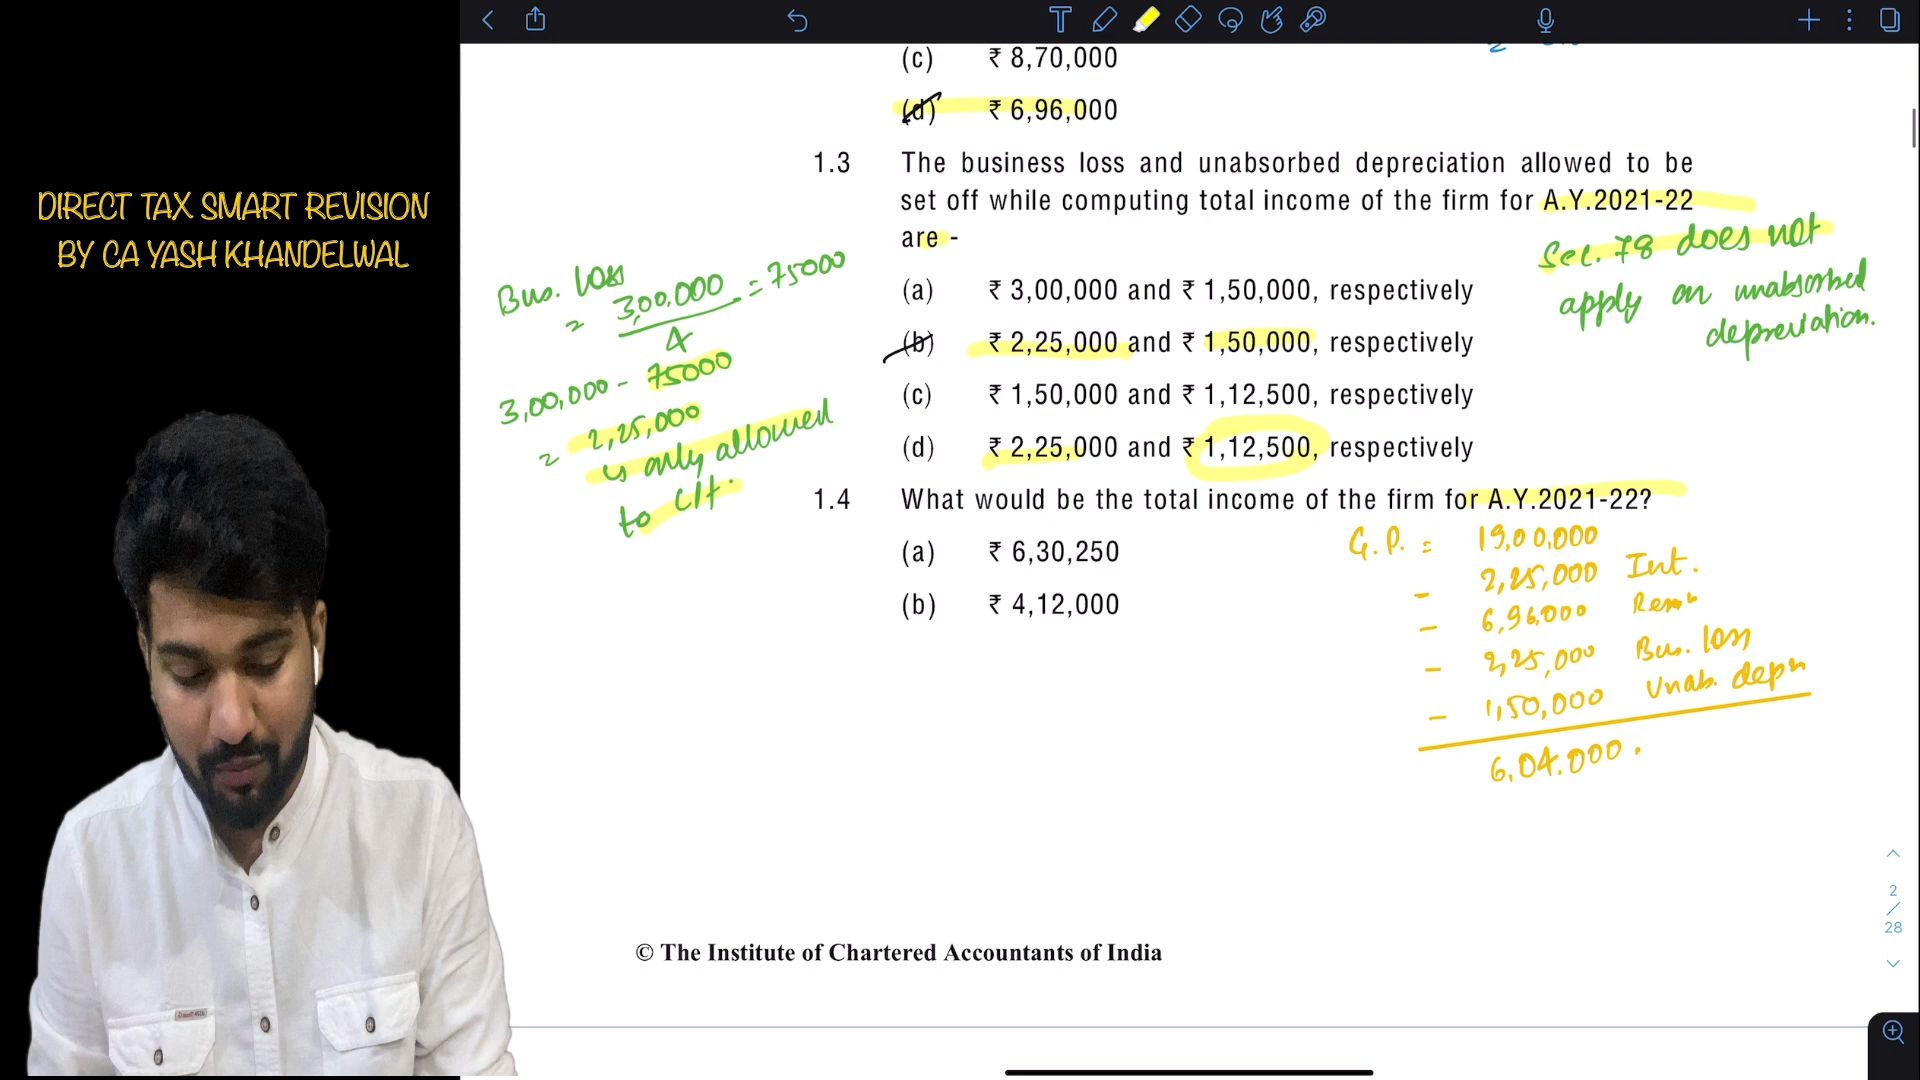 DIRECT TAX SMART REVISION
BY CA YASH KHANDELWAL
(c) ₹ 8,70,000
(d) ₹ 6,96,000
1.3 The business loss and unabsorbed depreciation allowed to be
set off while computing total income of the firm for A.Y.2021-22
are -
(a) ₹ 3,00,000 and ₹ 1,50,000, respectively
(b) ₹ 2,25,000 and ₹ 1,50,000, respectively
(c) ₹ 1,50,000 and ₹ 1,12,500, respectively
(d) ₹ 2,25,000 and ₹ 1,12,500, respectively
Sec. 78 does not
apply on unabsorbed
depreciation.
Bus. loss
= 3,00,000 = 75000
4
3,00,000 - 75000
= 2,25,000
is only allowed
to c/f.
1.4 What would be the total income of the firm for A.Y.2021-22?
(a) ₹ 6,30,250
(b) ₹ 4,12,000
G.P. = 19,00,000
- 2,25,000 Int.
- 6,96,000 Remn
- 2,25,000 Bus. loss
- 1,50,000 Unab. depn
6,04,000.
© The Institute of Chartered Accountants of India
2
/
28